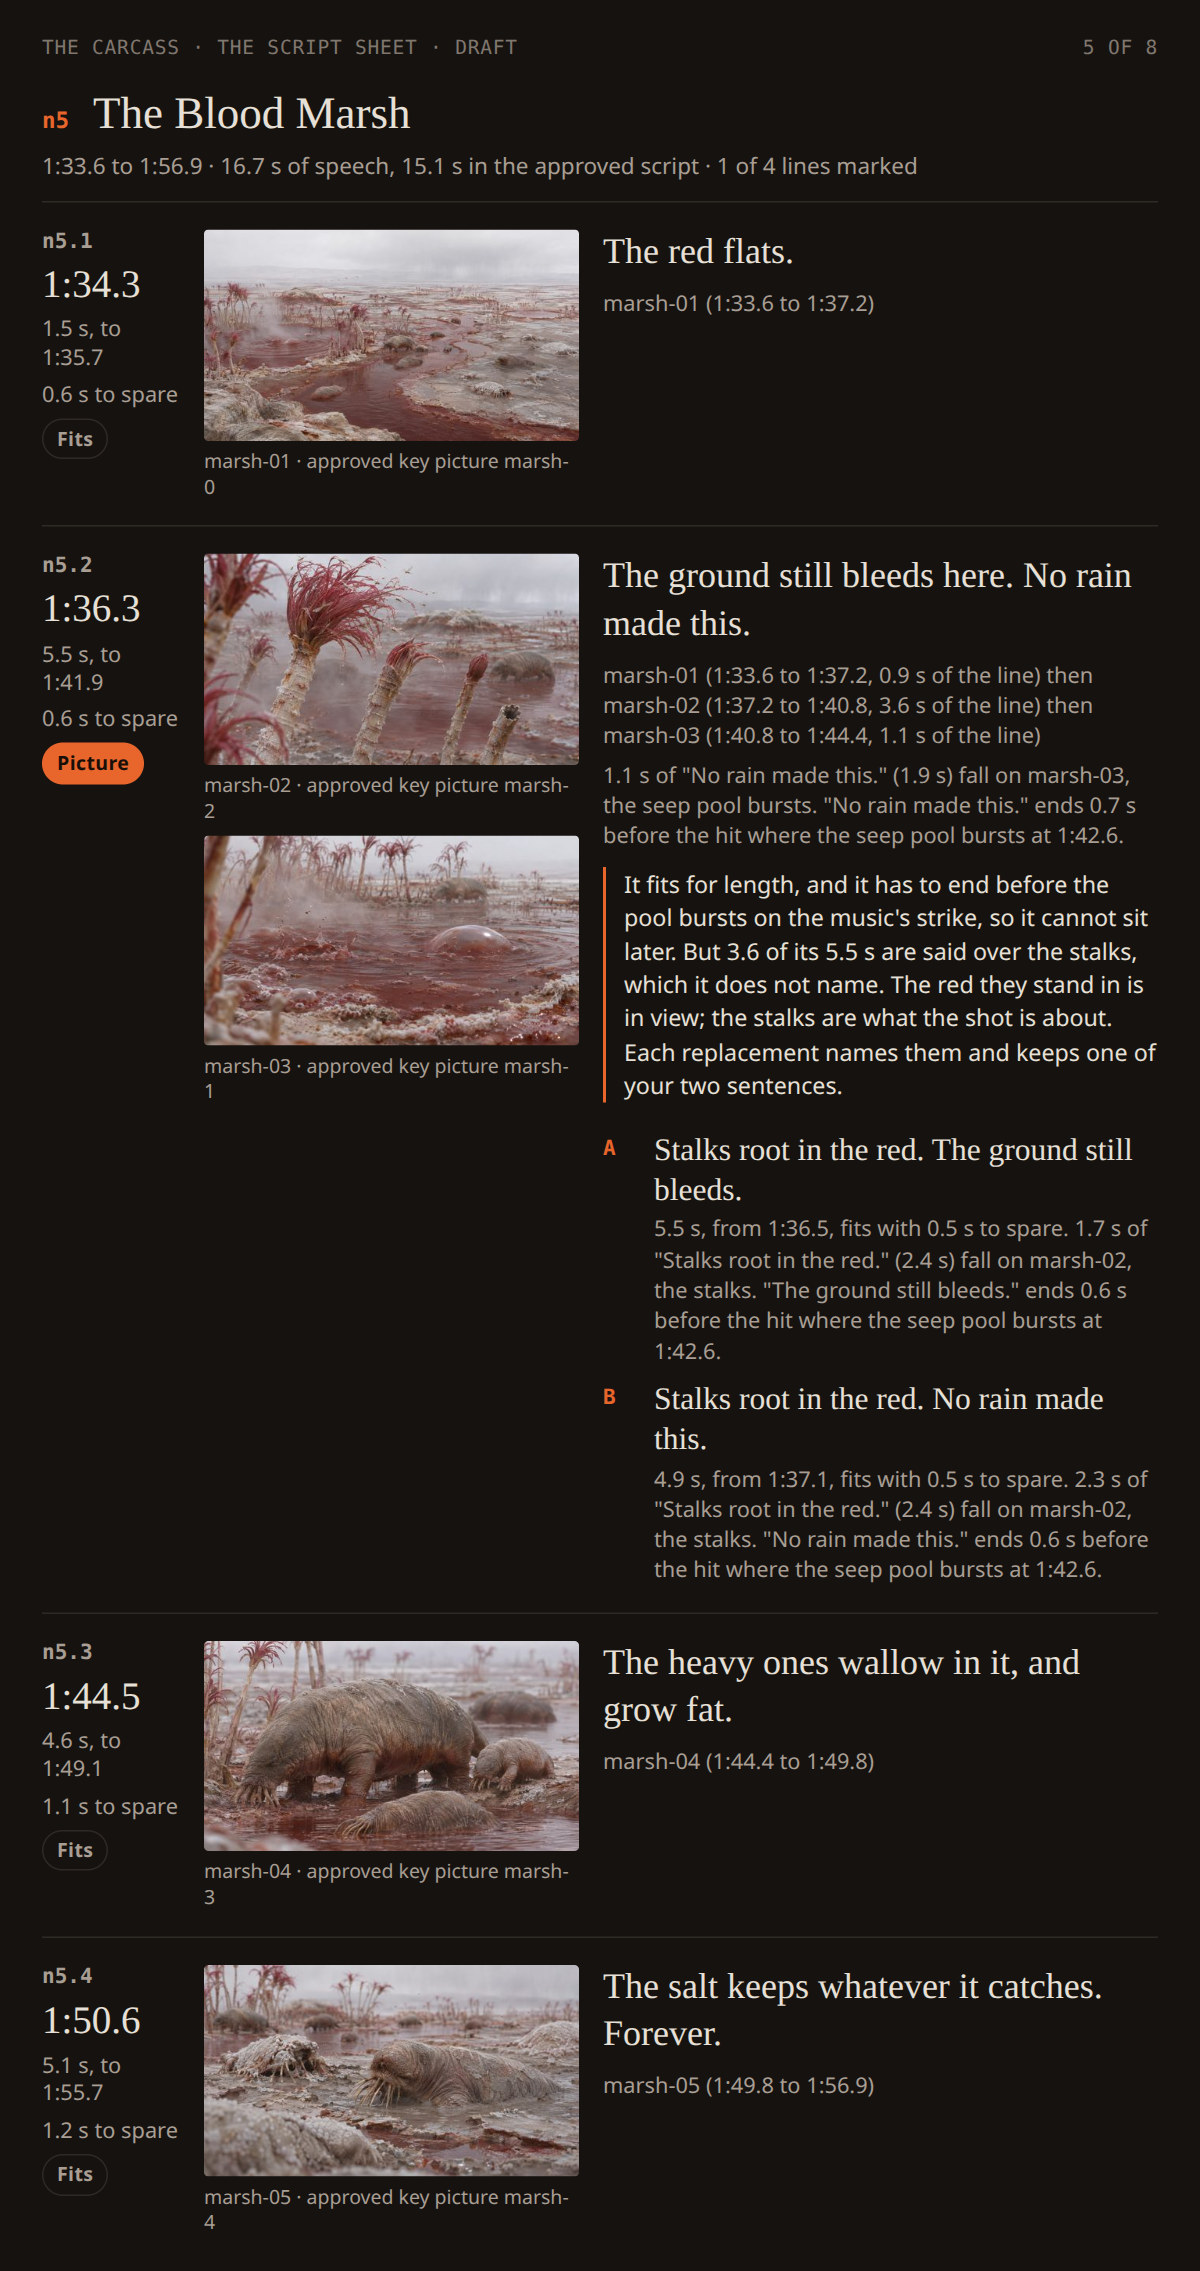 THE CARCASS · THE SCRIPT SHEET · DRAFT
5 OF 8
n5 The Blood Marsh
1:33.6 to 1:56.9 · 16.7 s of speech, 15.1 s in the approved script · 1 of 4 lines marked
n5.1
1:34.3
1.5 s, to
1:35.7
0.6 s to spare
Fits
marsh-01 · approved key picture marsh-
0
The red flats.
marsh-01 (1:33.6 to 1:37.2)
n5.2
1:36.3
5.5 s, to
1:41.9
0.6 s to spare
Picture
marsh-02 · approved key picture marsh-
2
marsh-03 · approved key picture marsh-
1
The ground still bleeds here. No rain
made this.
marsh-01 (1:33.6 to 1:37.2, 0.9 s of the line) then
marsh-02 (1:37.2 to 1:40.8, 3.6 s of the line) then
marsh-03 (1:40.8 to 1:44.4, 1.1 s of the line)
1.1 s of "No rain made this." (1.9 s) fall on marsh-03,
the seep pool bursts. "No rain made this." ends 0.7 s
before the hit where the seep pool bursts at 1:42.6.
It fits for length, and it has to end before the
pool bursts on the music's strike, so it cannot sit
later. But 3.6 of its 5.5 s are said over the stalks,
which it does not name. The red they stand in is
in view; the stalks are what the shot is about.
Each replacement names them and keeps one of
your two sentences.
A
Stalks root in the red. The ground still
bleeds.
5.5 s, from 1:36.5, fits with 0.5 s to spare. 1.7 s of
"Stalks root in the red." (2.4 s) fall on marsh-02,
the stalks. "The ground still bleeds." ends 0.6 s
before the hit where the seep pool bursts at
1:42.6.
B
Stalks root in the red. No rain made
this.
4.9 s, from 1:37.1, fits with 0.5 s to spare. 2.3 s of
"Stalks root in the red." (2.4 s) fall on marsh-02,
the stalks. "No rain made this." ends 0.6 s before
the hit where the seep pool bursts at 1:42.6.
n5.3
1:44.5
4.6 s, to
1:49.1
1.1 s to spare
Fits
marsh-04 · approved key picture marsh-
3
The heavy ones wallow in it, and
grow fat.
marsh-04 (1:44.4 to 1:49.8)
n5.4
1:50.6
5.1 s, to
1:55.7
1.2 s to spare
Fits
marsh-05 · approved key picture marsh-
4
The salt keeps whatever it catches.
Forever.
marsh-05 (1:49.8 to 1:56.9)